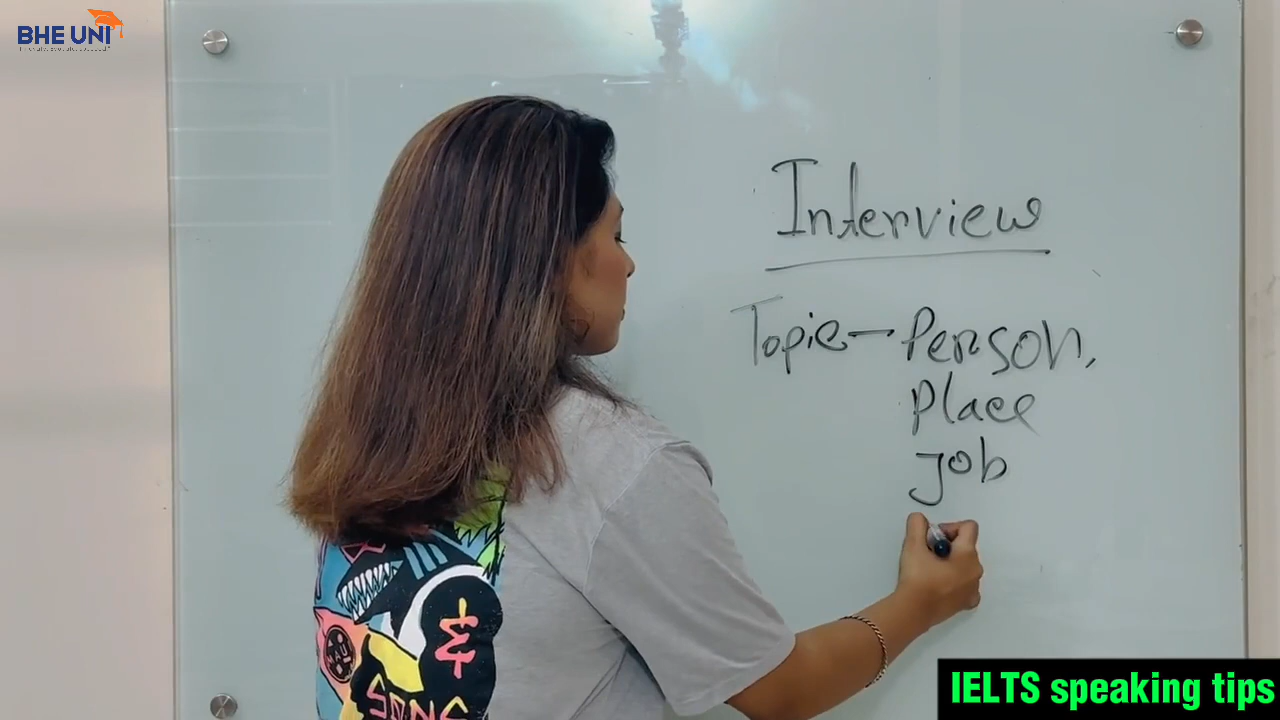 BHE UNI
Interview
Topic - Person,
Place
Job
&
IELTS speaking tips